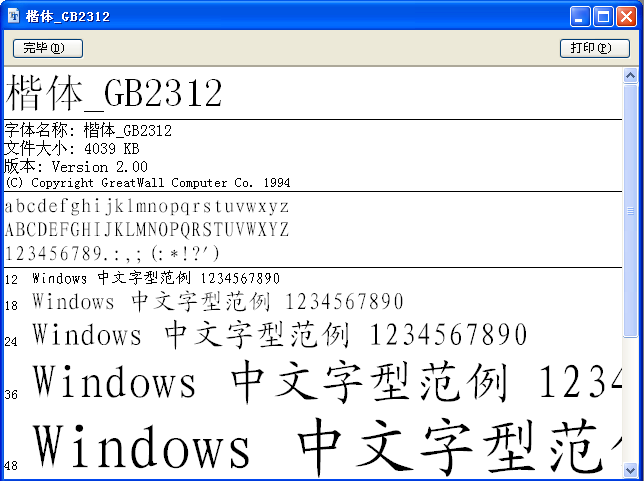 楷体_GB2312
完毕(D)
打印(P)
楷体_GB2312
字体名称: 楷体_GB2312
文件大小: 4039 KB
版本: Version 2.00
(C) Copyright GreatWall Computer Co. 1994
abcdefghijklmnopqrstuvwxyz
ABCDEFGHIJKLMNOPQRSTUVWXYZ
123456789.:,;(:*!?')
12 Windows 中文字型范例 1234567890
18 Windows 中文字型范例 1234567890
24 Windows 中文字型范例 1234567890
36 Windows 中文字型范例 1234
48 Windows 中文字型范